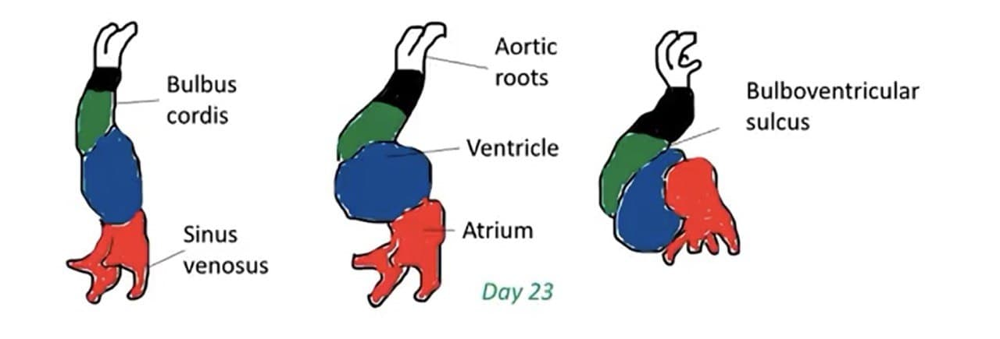 Bulbus
cordis
Sinus
venosus
Aortic
roots
Ventricle
Atrium
Day 23
Bulboventricular
sulcus